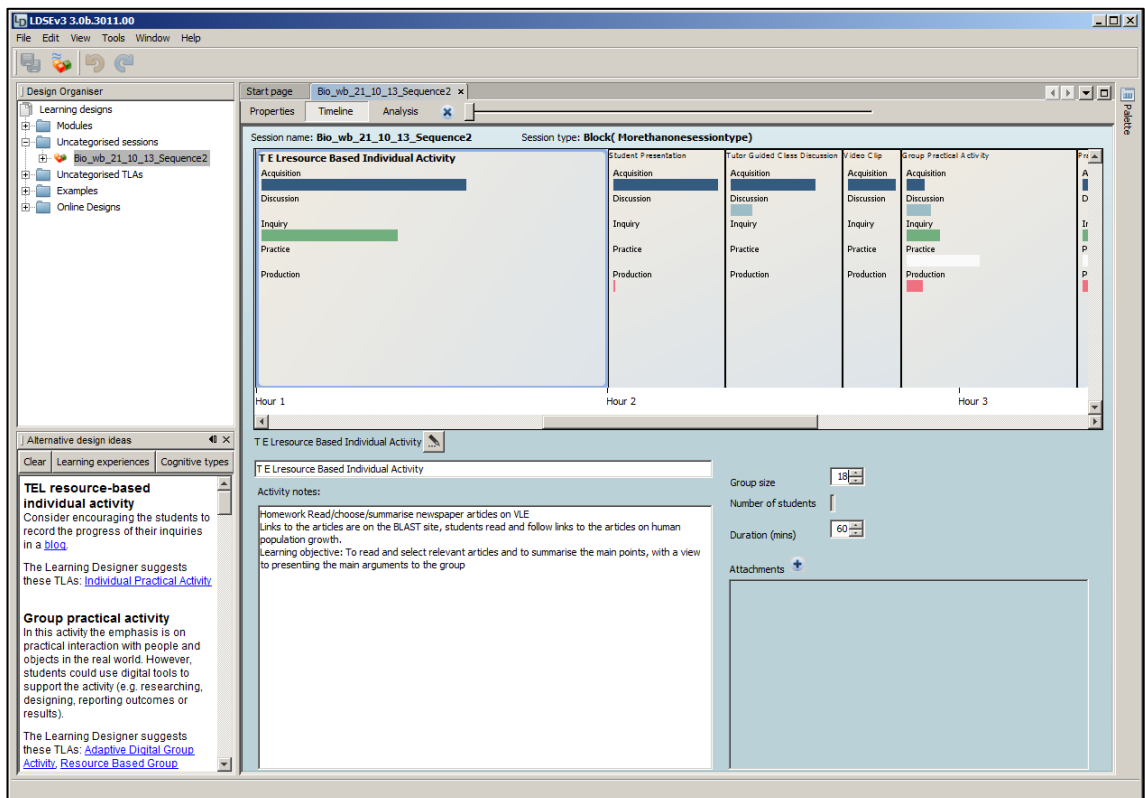 LDSEv3 3.0b.3011.00
File Edit View Tools Window Help
Design Organiser
Learning designs
Modules
Uncategorised sessions
Bio_wb_21_10_13_Sequence2
Uncategorised TLAs
Examples
Online Designs
Start page Bio_wb_21_10_13_Sequence2
Properties Timeline Analysis
Session name: Bio_wb_21_10_13_Sequence2 Session type: Block( Morethanonesessiontype)
T E Lresource Based Individual Activity
Acquisition
Discussion
Inquiry
Practice
Production
Student Presentation
Acquisition
Discussion
Inquiry
Practice
Production
Tutor Guided Class Discussion
Acquisition
Discussion
Inquiry
Practice
Production
Video Clip
Acquisition
Discussion
Inquiry
Practice
Production
Group Practical Activity
Acquisition
Discussion
Inquiry
Practice
Production
A
D
Ir
P
P
Hour 1 Hour 2 Hour 3
Palette
T E Lresource Based Individual Activity
T E Lresource Based Individual Activity
Activity notes:
Homework Read/choose/summarise newspaper articles on VLE
Links to the articles are on the BLAST site, students read and follow links to the articles on human
population growth.
Learning objective: To read and select relevant articles and to summarise the main points, with a view
to presenting the main arguments to the group
Group size 18
Number of students
Duration (mins) 60
Attachments
Alternative design ideas
Clear Learning experiences Cognitive types
TEL resource-based
individual activity
Consider encouraging the students to
record the progress of their inquiries
in a blog.
The Learning Designer suggests
these TLAs: Individual Practical Activity
Group practical activity
In this activity the emphasis is on
practical interaction with people and
objects in the real world. However,
students could use digital tools to
support the activity (e.g. researching,
designing, reporting outcomes or
results).
The Learning Designer suggests
these TLAs: Adaptive Digital Group
Activity, Resource Based Group